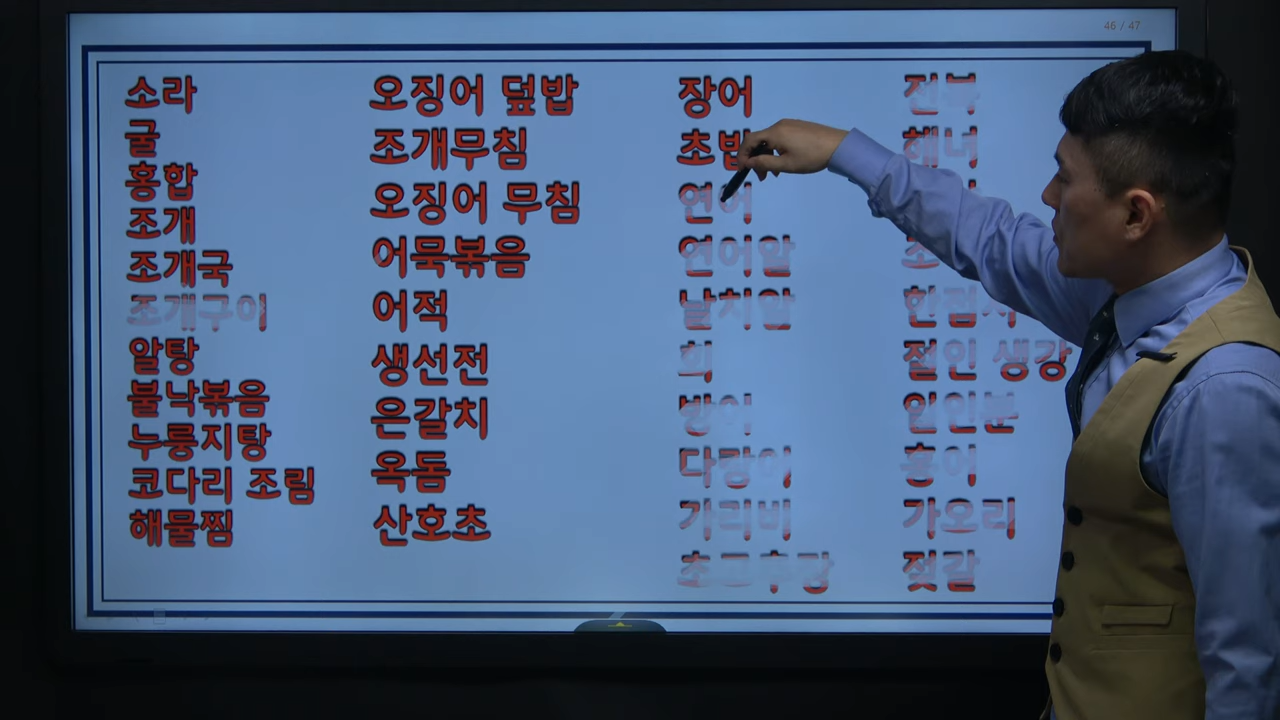 46 / 47
소라
굴
홍합
조개
조개국
조개구이
알탕
불낙볶음
누룽지탕
코다리 조림
해물찜
오징어 덮밥
조개무침
오징어 무침
어묵볶음
어적
생선전
은갈치
옥돔
산호초
장어
연어
연어알
날치알
회
방어
다랑어
가리비
전복
해녀
절인 생강
일인분
홍어
가오리
젓갈